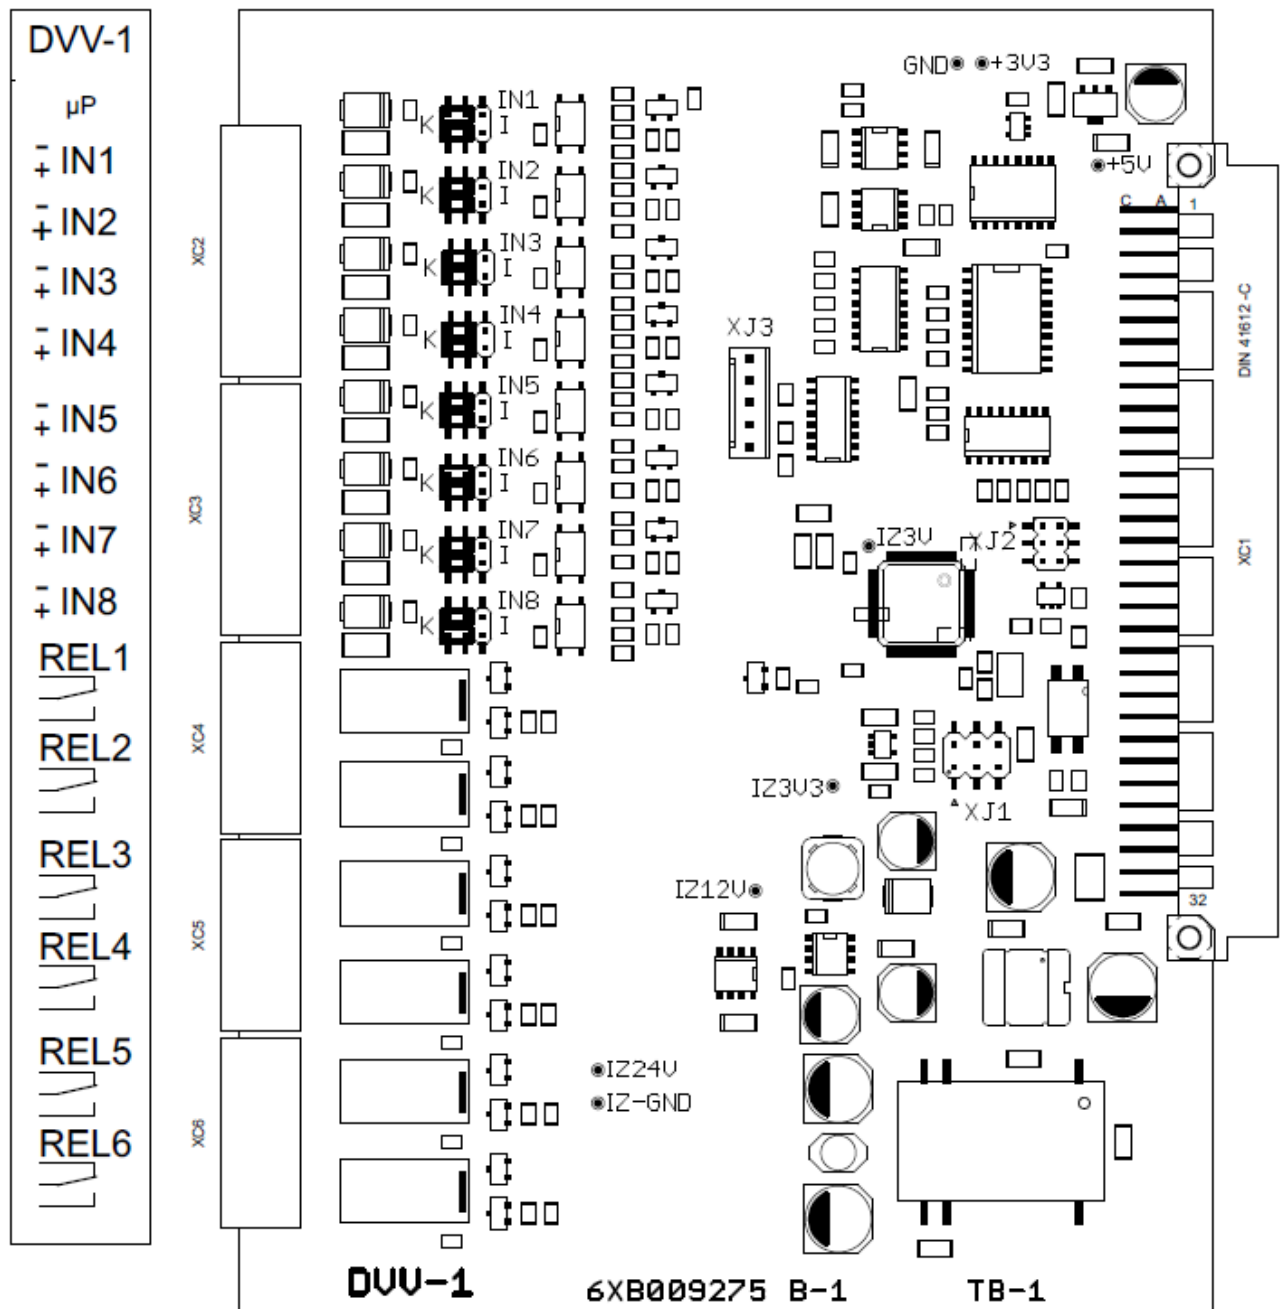 DVV-1
µP
- + IN1
- + IN2
- + IN3
- + IN4
- + IN5
- + IN6
- + IN7
- + IN8
REL1
REL2
REL3
REL4
REL5
REL6
XC2
XC3
XC4
XC5
XC6
K IN1 I
K IN2 I
K IN3 I
K IN4 I
K IN5 I
K IN6 I
K IN7 I
K IN8 I
GND +3V3
+5V
C A 1
XJ3
DIN 41612 -C
IZ3V XJ2
XC1
IZ3V3
XJ1
IZ12V
32
IZ24V
IZ-GND
DVV-1 6XB009275 B-1 TB-1